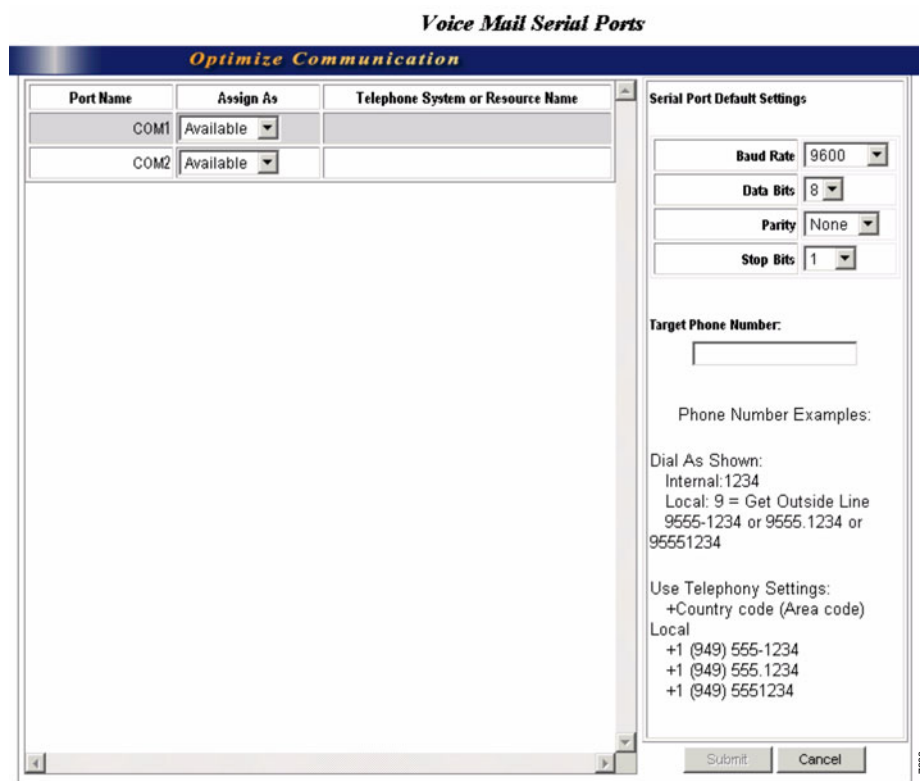 Voice Mail Serial Ports
Optimize Communication
Port Name Assign As Telephone System or Resource Name
COM1 Available
COM2 Available
Serial Port Default Settings
Baud Rate 9600
Data Bits 8
Parity None
Stop Bits 1
Target Phone Number:
Phone Number Examples:
Dial As Shown:
Internal:1234
Local: 9 = Get Outside Line
9555-1234 or 9555.1234 or
95551234
Use Telephony Settings:
+Country code (Area code)
Local
+1 (949) 555-1234
+1 (949) 555.1234
+1 (949) 5551234
Submit Cancel